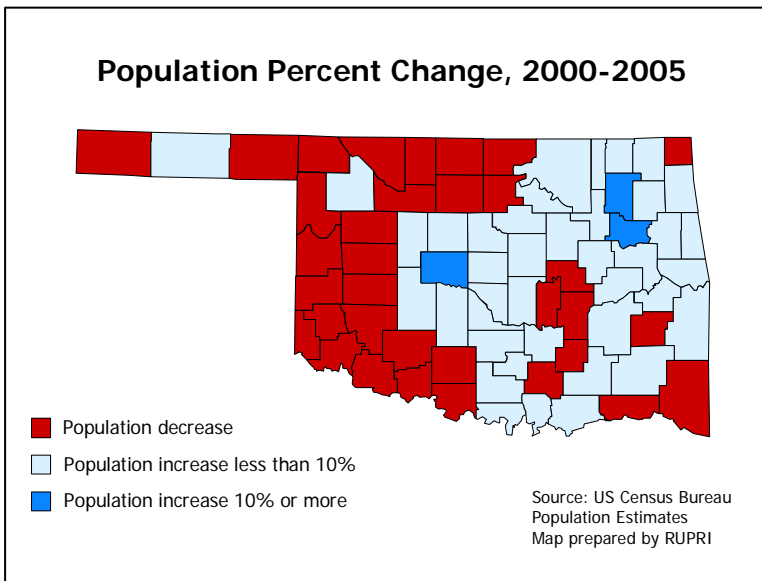 Population Percent Change, 2000-2005
Population decrease
Population increase less than 10%
Population increase 10% or more
Source: US Census Bureau
Population Estimates
Map prepared by RUPRI